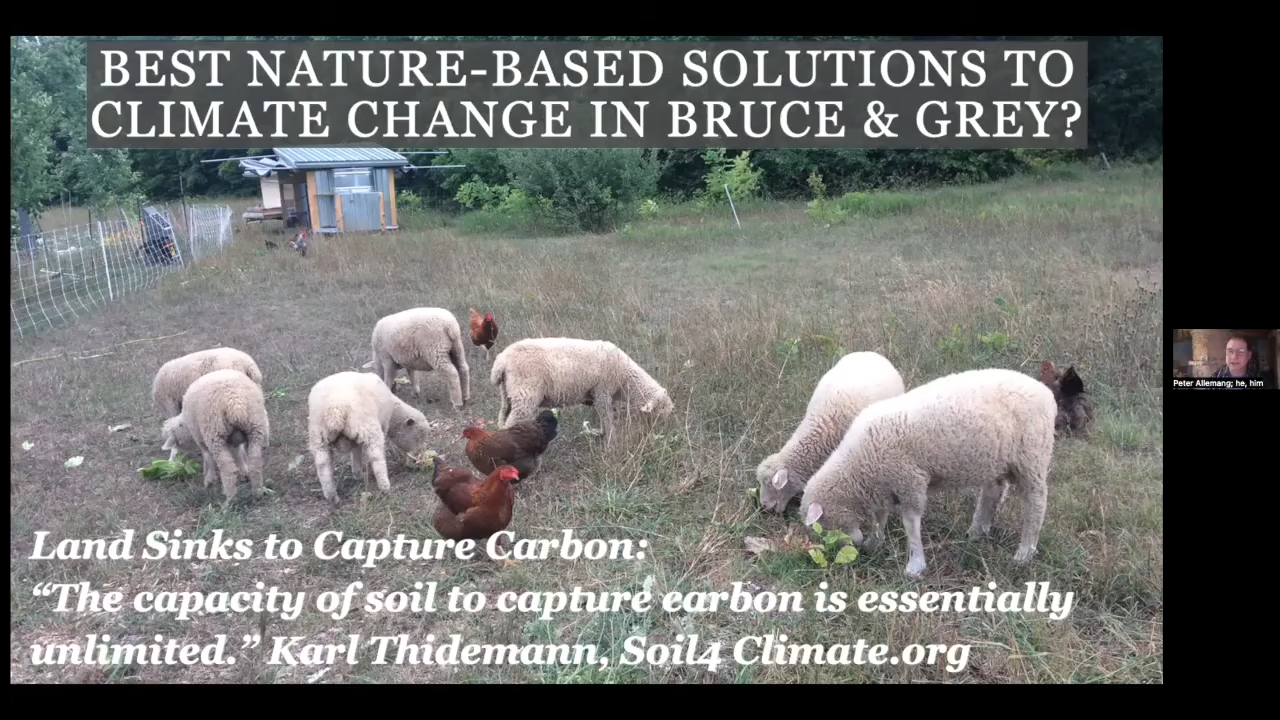 BEST NATURE-BASED SOLUTIONS TO
CLIMATE CHANGE IN BRUCE & GREY?
Peter Allemang; he, him
Land Sinks to Capture Carbon:
“The capacity of soil to capture carbon is essentially
unlimited.” Karl Thidemann, Soil4 Climate.org